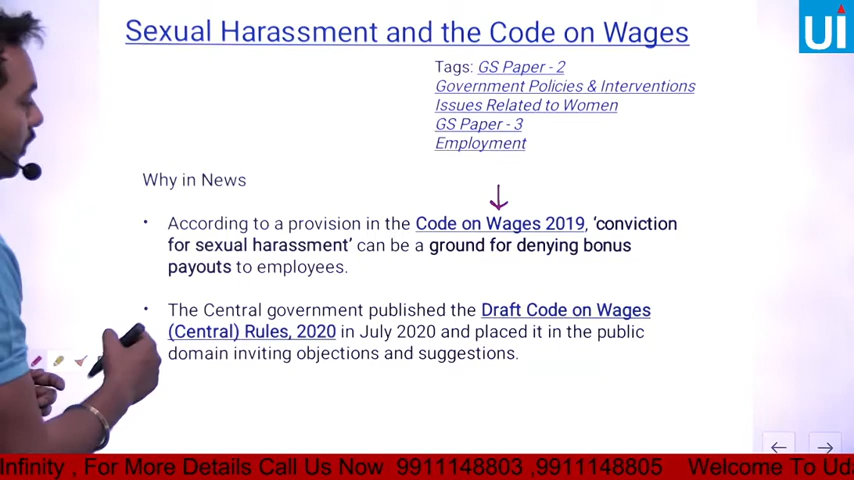 Sexual Harassment and the Code on Wages
UI
Tags: GS Paper - 2
Government Policies & Interventions
Issues Related to Women
GS Paper - 3
Employment
Why in News
• According to a provision in the Code on Wages 2019, ‘conviction
for sexual harassment’ can be a ground for denying bonus
payouts to employees.
• The Central government published the Draft Code on Wages
(Central) Rules, 2020 in July 2020 and placed it in the public
domain inviting objections and suggestions.
Infinity , For More Details Call Us Now 9911148803 ,9911148805 Welcome To